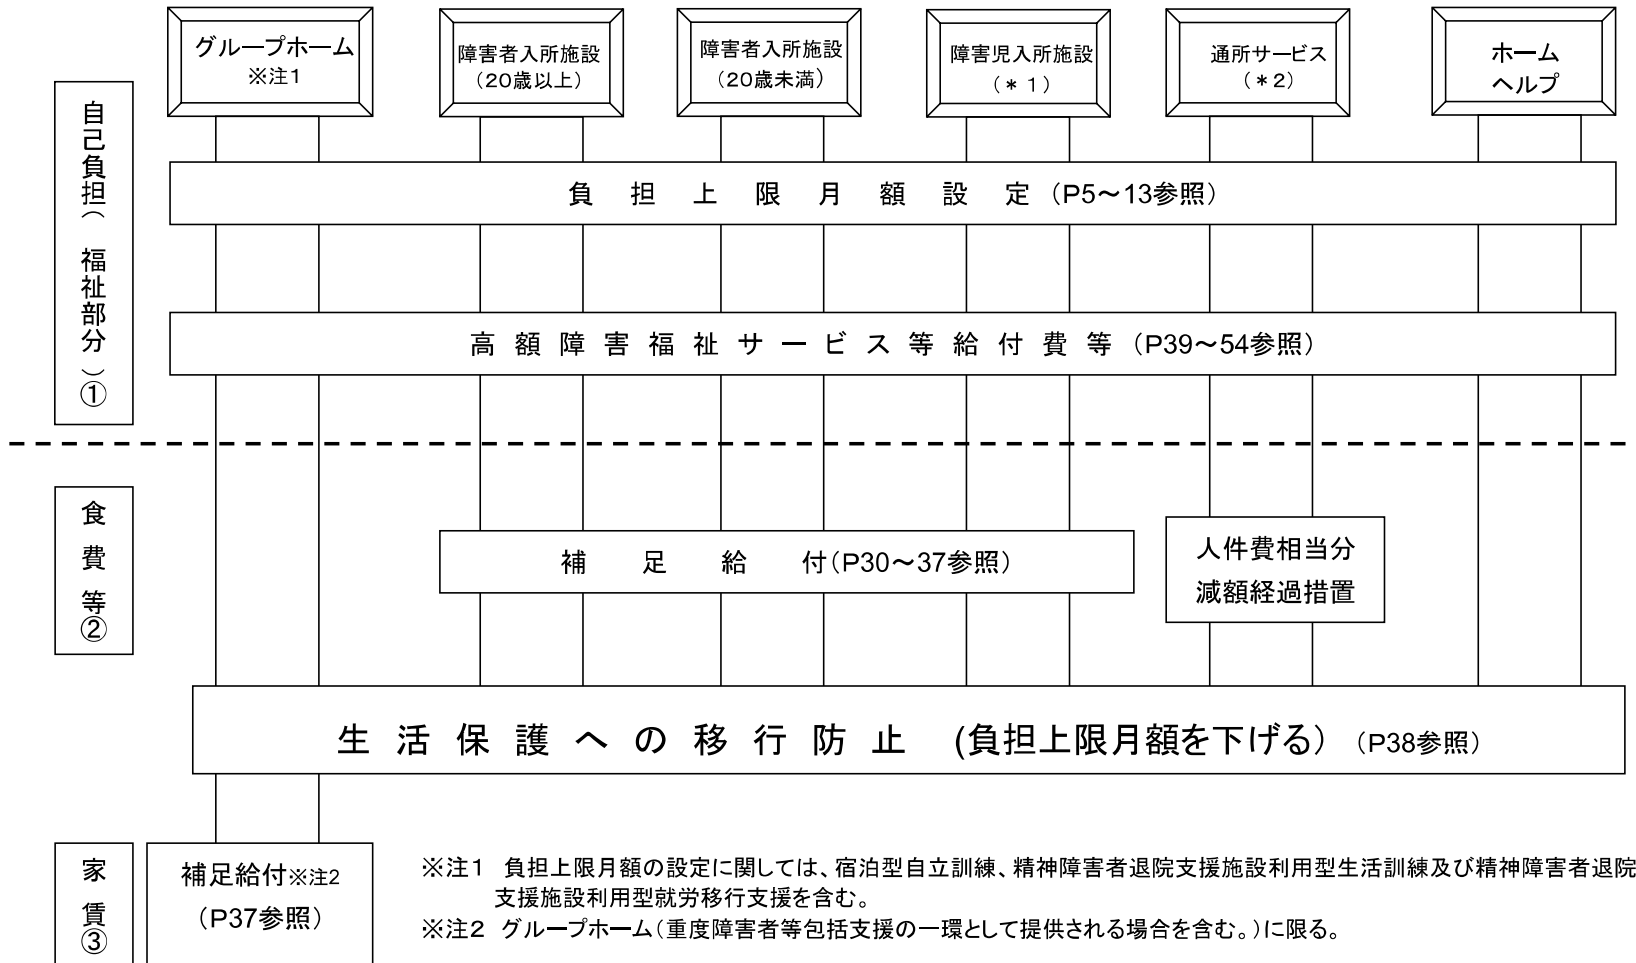 グループホーム
※注1
障害者入所施設
(20歳以上)
障害者入所施設
(20歳未満)
障害児入所施設
(＊1)
通所サービス
(＊2)
ホーム
ヘルプ
自己負担(福祉部分)①
負担上限月額設定(P5～13参照)
高額障害福祉サービス等給付費等(P39～54参照)
食費等②
補足給付(P30～37参照)
人件費相当分
減額経過措置
生活保護への移行防止 (負担上限月額を下げる) (P38参照)
家賃③
補足給付※注2
(P37参照)
※注1 負担上限月額の設定に関しては、宿泊型自立訓練、精神障害者退院支援施設利用型生活訓練及び精神障害者退院
支援施設利用型就労移行支援を含む。
※注2 グループホーム(重度障害者等包括支援の一環として提供される場合を含む。)に限る。